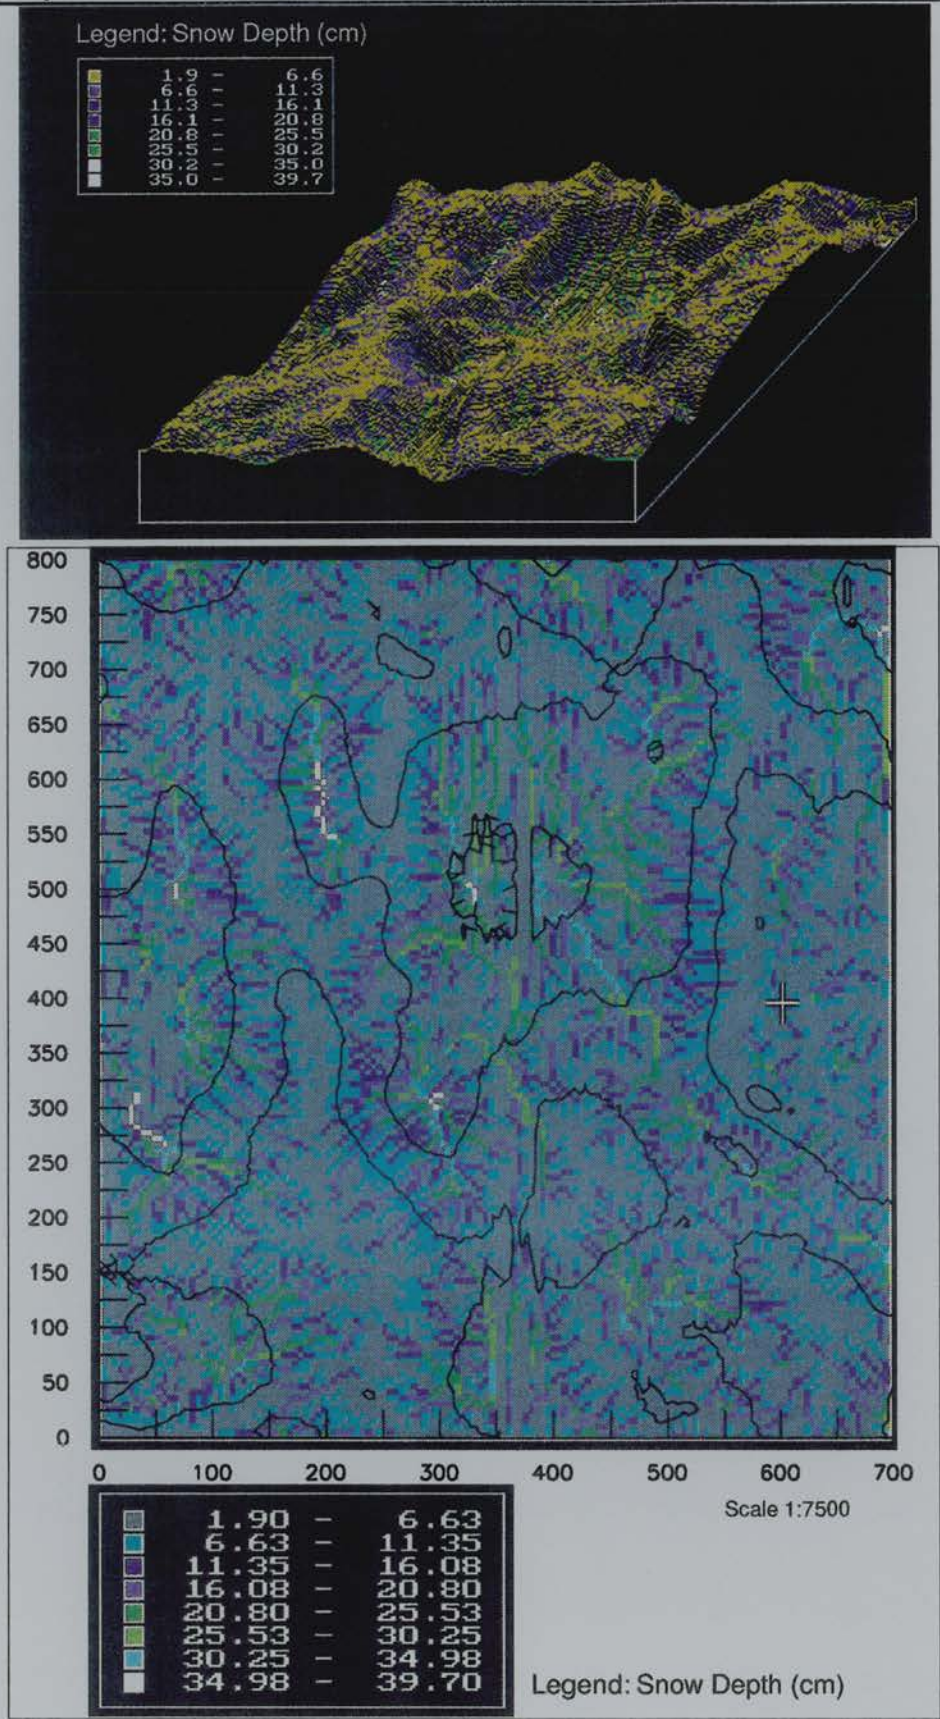 Legend: Snow Depth (cm)
1.9 - 6.6
6.6 - 11.3
11.3 - 16.1
16.1 - 20.8
20.8 - 25.5
25.5 - 30.2
30.2 - 35.0
35.0 - 39.7
800
750
700
650
600
550
500
450
400
350
300
250
200
150
100
50
0
0 100 200 300 400 500 600 700
Scale 1:7500
1.90 - 6.63
6.63 - 11.35
11.35 - 16.08
16.08 - 20.80
20.80 - 25.53
25.53 - 30.25
30.25 - 34.98
34.98 - 39.70
Legend: Snow Depth (cm)